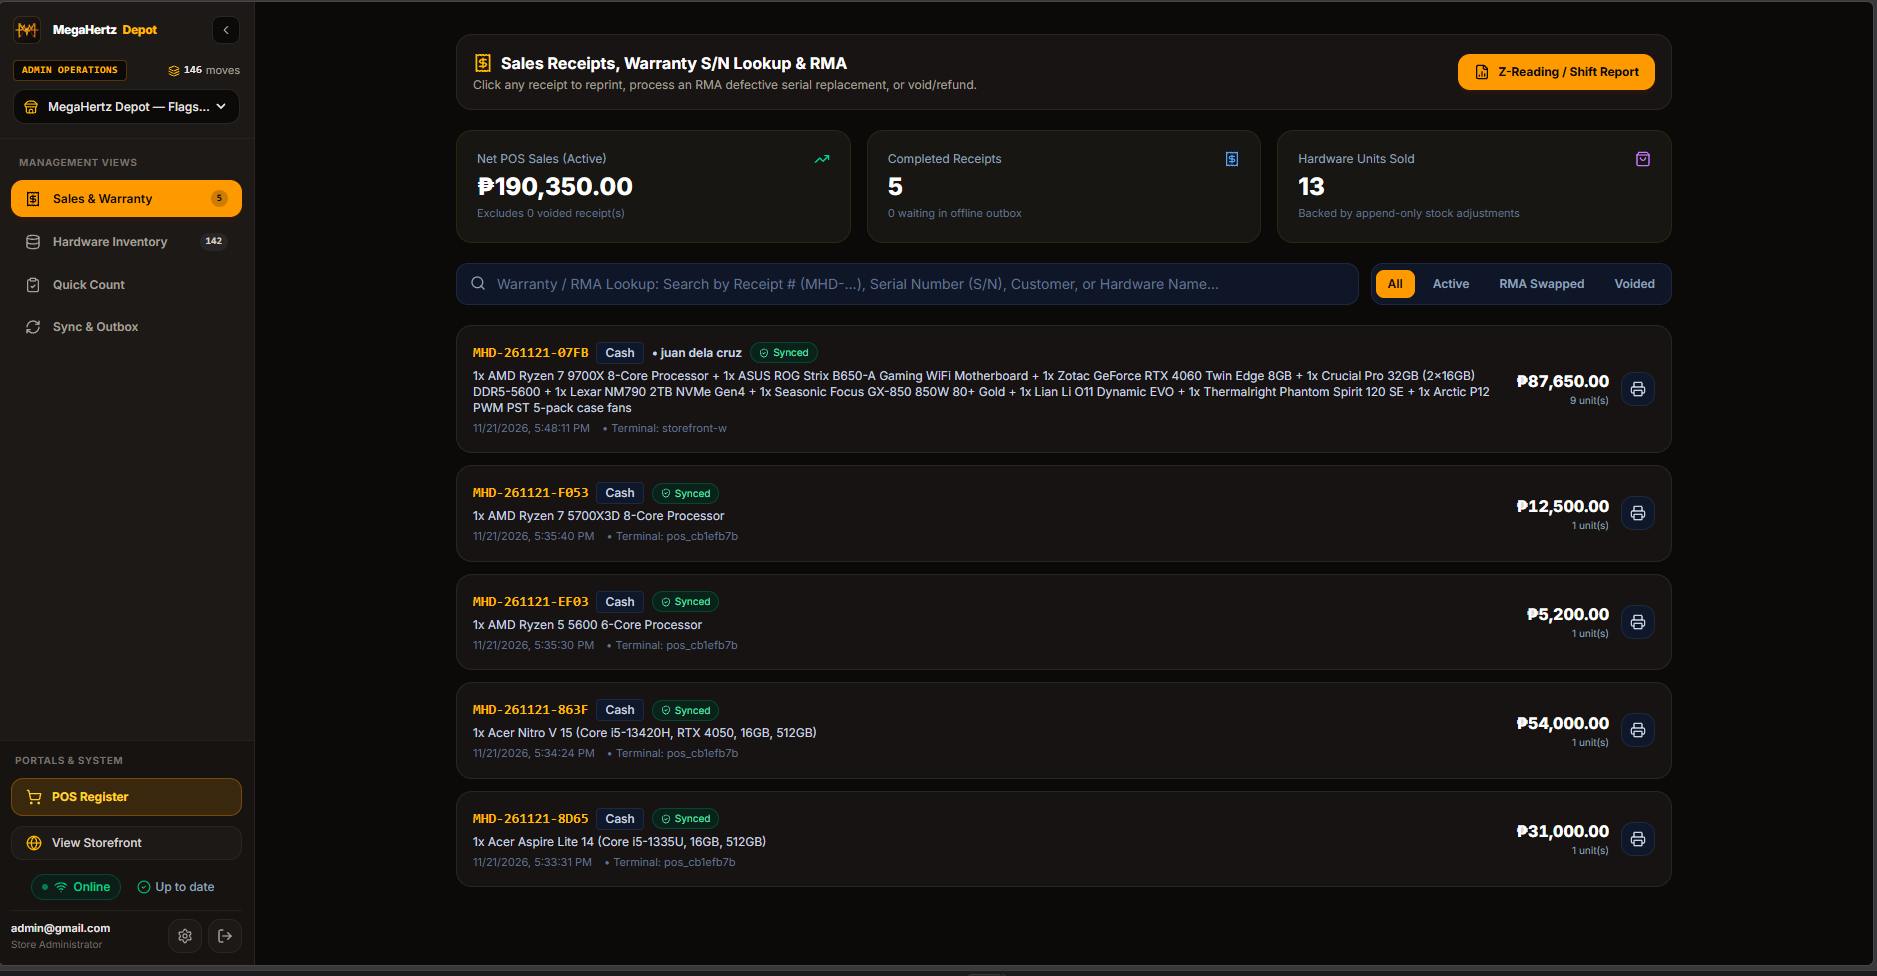 MegaHertz Depot
ADMIN OPERATIONS
146 moves
MegaHertz Depot — Flags...
MANAGEMENT VIEWS
Sales & Warranty 5
Hardware Inventory 142
Quick Count
Sync & Outbox
PORTALS & SYSTEM
POS Register
View Storefront
Online
Up to date
admin@gmail.com
Store Administrator
Sales Receipts, Warranty S/N Lookup & RMA
Click any receipt to reprint, process an RMA defective serial replacement, or void/refund.
Z-Reading / Shift Report
Net POS Sales (Active)
₱190,350.00
Excludes 0 voided receipt(s)
Completed Receipts
5
0 waiting in offline outbox
Hardware Units Sold
13
Backed by append-only stock adjustments
Warranty / RMA Lookup: Search by Receipt # (MHD-...), Serial Number (S/N), Customer, or Hardware Name...
All
Active
RMA Swapped
Voided
MHD-261121-07FB Cash • juan dela cruz Synced
1x AMD Ryzen 7 9700X 8-Core Processor + 1x ASUS ROG Strix B650-A Gaming WiFi Motherboard + 1x Zotac GeForce RTX 4060 Twin Edge 8GB + 1x Crucial Pro 32GB (2×16GB)
DDR5-5600 + 1x Lexar NM790 2TB NVMe Gen4 + 1x Seasonic Focus GX-850 850W 80+ Gold + 1x Lian Li O11 Dynamic EVO + 1x Thermalright Phantom Spirit 120 SE + 1x Arctic P12
PWM PST 5-pack case fans
11/21/2026, 5:48:11 PM • Terminal: storefront-w
₱87,650.00
9 unit(s)
MHD-261121-F053 Cash Synced
1x AMD Ryzen 7 5700X3D 8-Core Processor
11/21/2026, 5:35:40 PM • Terminal: pos_cb1efb7b
₱12,500.00
1 unit(s)
MHD-261121-EF03 Cash Synced
1x AMD Ryzen 5 5600 6-Core Processor
11/21/2026, 5:35:30 PM • Terminal: pos_cb1efb7b
₱5,200.00
1 unit(s)
MHD-261121-863F Cash Synced
1x Acer Nitro V 15 (Core i5-13420H, RTX 4050, 16GB, 512GB)
11/21/2026, 5:34:24 PM • Terminal: pos_cb1efb7b
₱54,000.00
1 unit(s)
MHD-261121-8D65 Cash Synced
1x Acer Aspire Lite 14 (Core i5-1335U, 16GB, 512GB)
11/21/2026, 5:33:31 PM • Terminal: pos_cb1efb7b
₱31,000.00
1 unit(s)